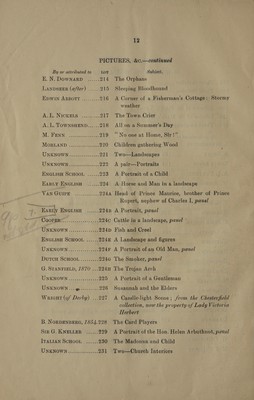 12
PICTURES, &c.—continued
By or attributed to LOT Subject.
E. N. Downard ......214 The Orphans
Landseer (after) ......215 Sleeping Bloodhound
Edwin Abbott ......216 A Corner of a Fisherman's Cottage: Stormy
weather
A. L. Nickels ......217 The Town Crier
A. L. Townshend......218 All on a Summer's Day
M. Fenn ......219 "No one at Home, Sir!"
Morland ......220 Children gathering Wood
Unknown ......221 Two—Landscapes
Unknown ......222 A pair—Portraits
English School ......223 A Portrait of a Child
Early English ......224 A Horse and Man in a landscape
Van Goost ......224A Head of Prince Maurice, brother of Prince
Rupert, nephew of Charles I, panel
Early English ......224B A Portrait, panel
Cooper ......224C Cattle in a landscape, panel
Unknown ......224D Fish and Creel
English School ......224E A Landscape and figures
Unknown ......224F A Portrait of an Old Man, panel
Dutch School ......224G The Smoker, panel
G. Stanfield, 1870 ...224H The Trojan Arch
Unknown ......225 A Portrait of a Gentleman
Unknown ......226 Susannah and the Elders
Wright (of Derby) ...227 A Candle-light Scene; from the Chesterfield
collection, now the property of Lady Victoria
Herbert
B. Nordenberg, 1854 228 The Card Players
Sir G. Kneller ......229 A Portrait of the Hon. Helen Arbuthnot, panel
Italian School ......230 The Madonna and Child
Unknown ......231 Two—Church Interiors